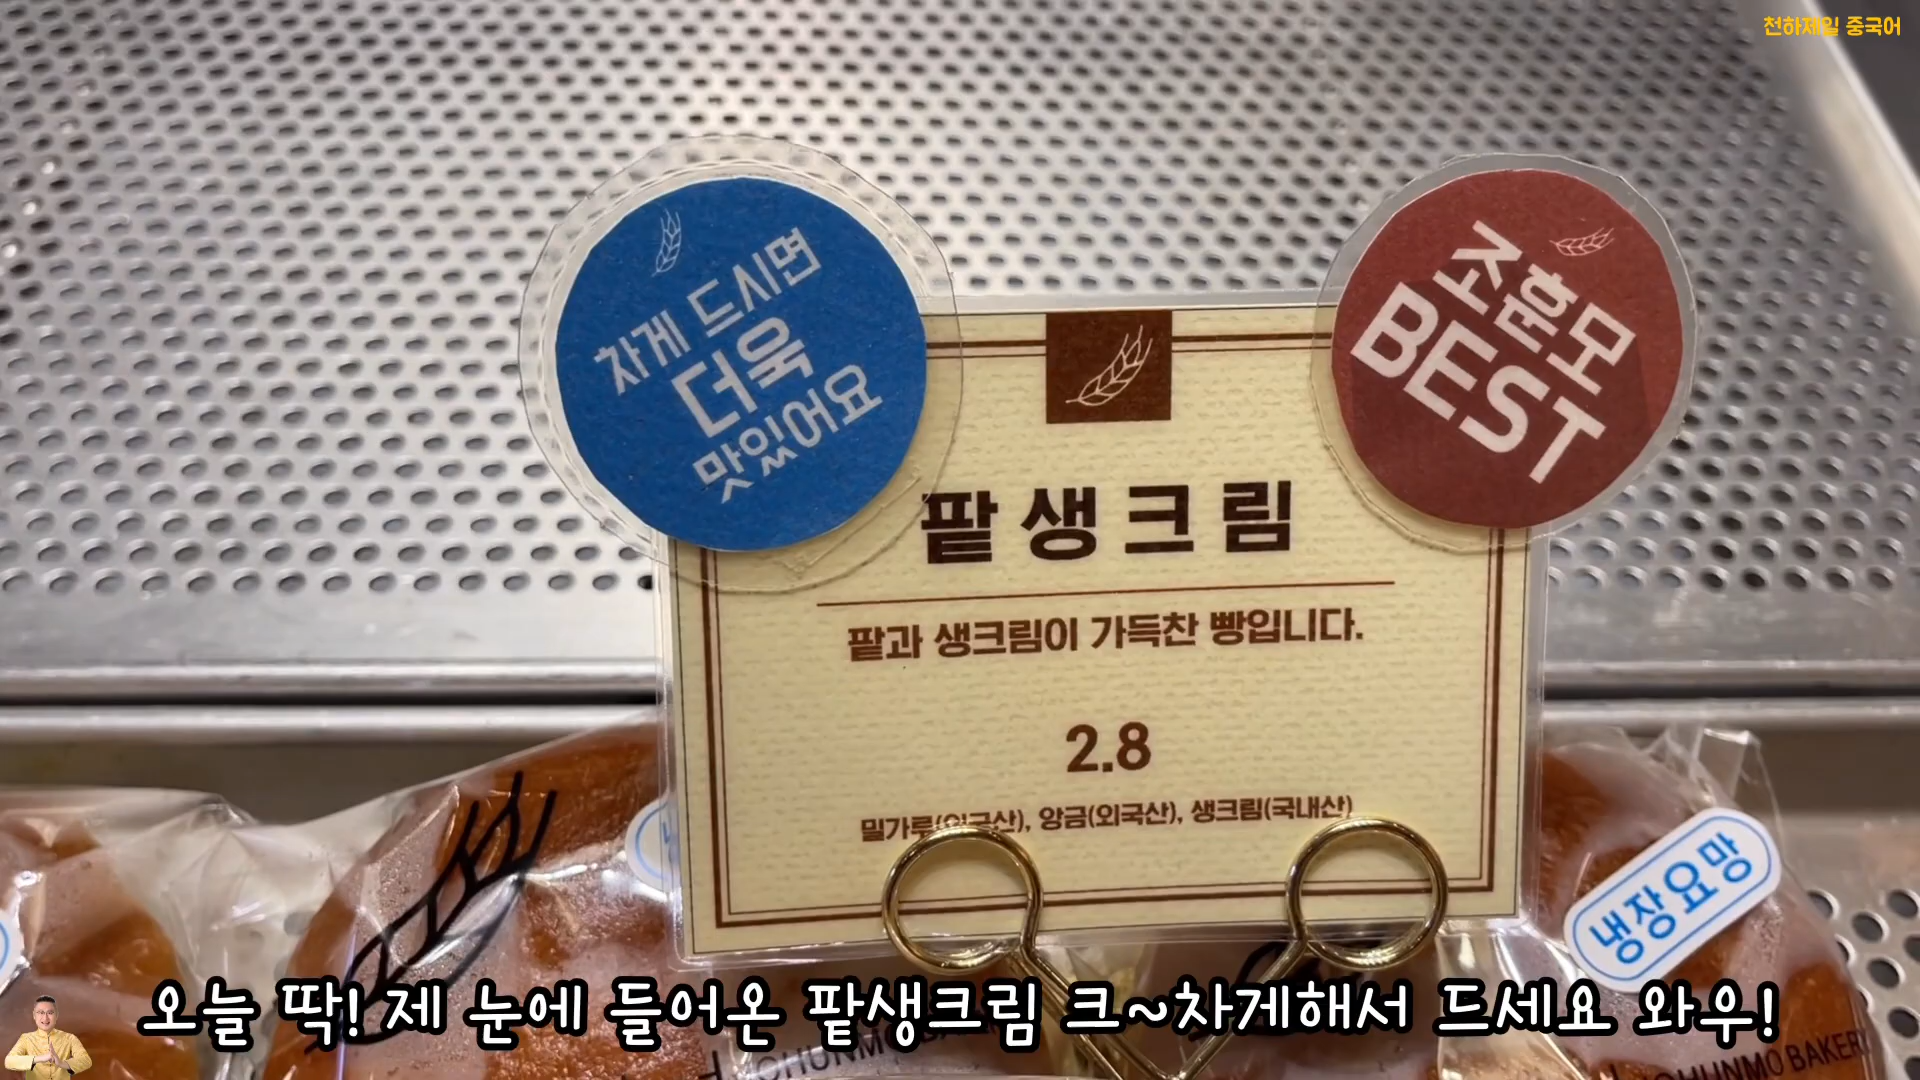 천하제일 중국어
차게 드시면
더욱
맛있어요
조훈모
BEST
팥생크림
팥과 생크림이 가득찬 빵입니다.
2.8
밀가루(외국산), 앙금(외국산), 생크림(국내산)
냉장요망
오늘 딱! 제 눈에 들어온 팥생크림 크~차게해서 드세요 와우!
HUNMO BAKER